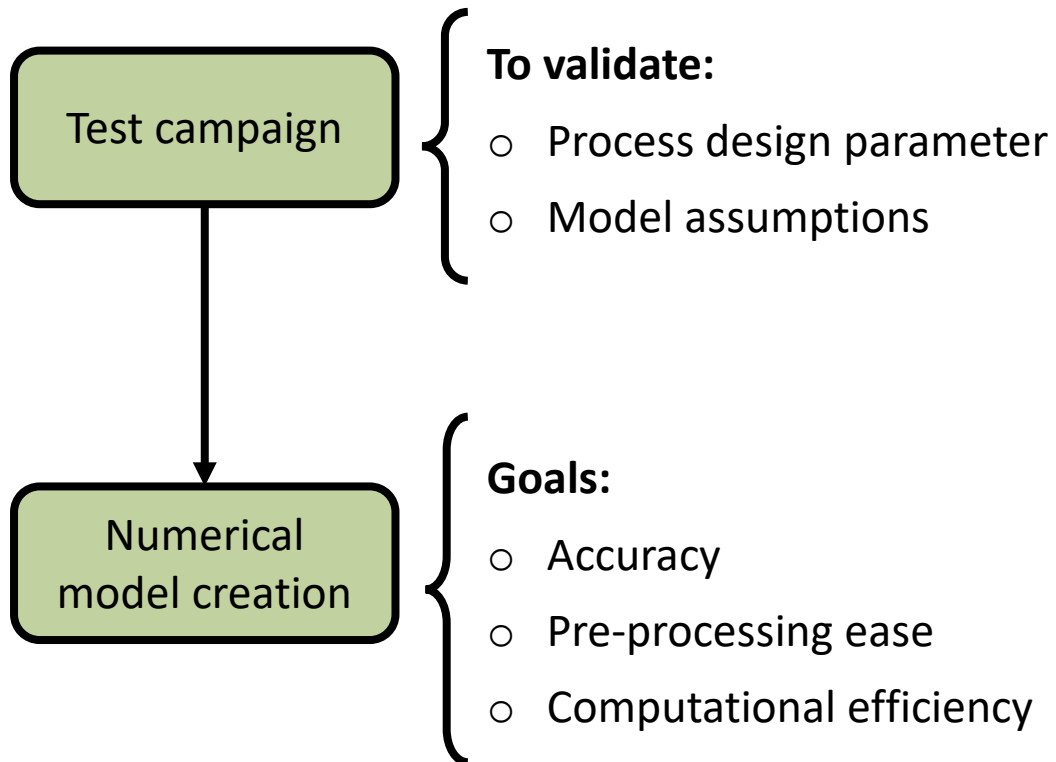 Test campaign
To validate:
o Process design parameter
o Model assumptions
Numerical
model creation
Goals:
o Accuracy
o Pre-processing ease
o Computational efficiency